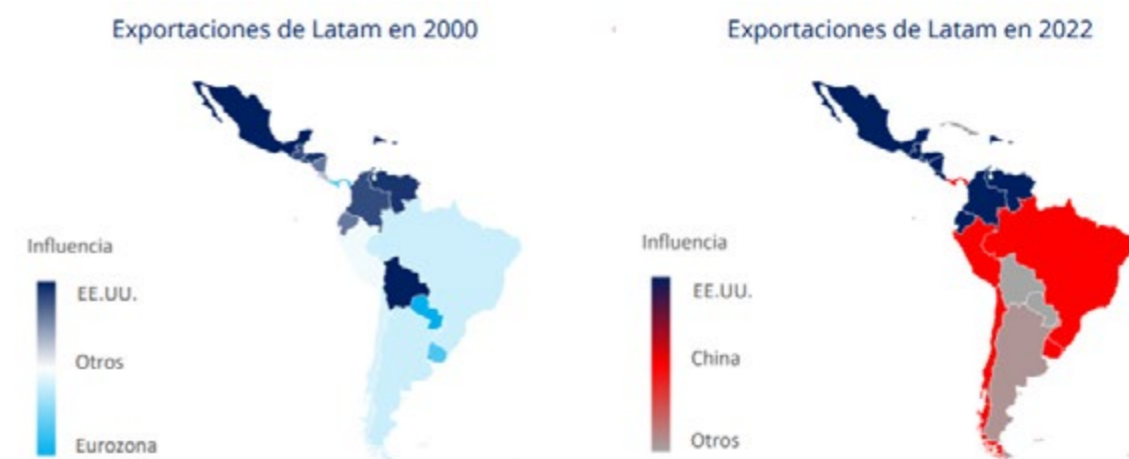 Exportaciones de Latam en 2000
Influencia
EE.UU.
Otros
Eurozona
Exportaciones de Latam en 2022
Influencia
EE.UU.
China
Otros